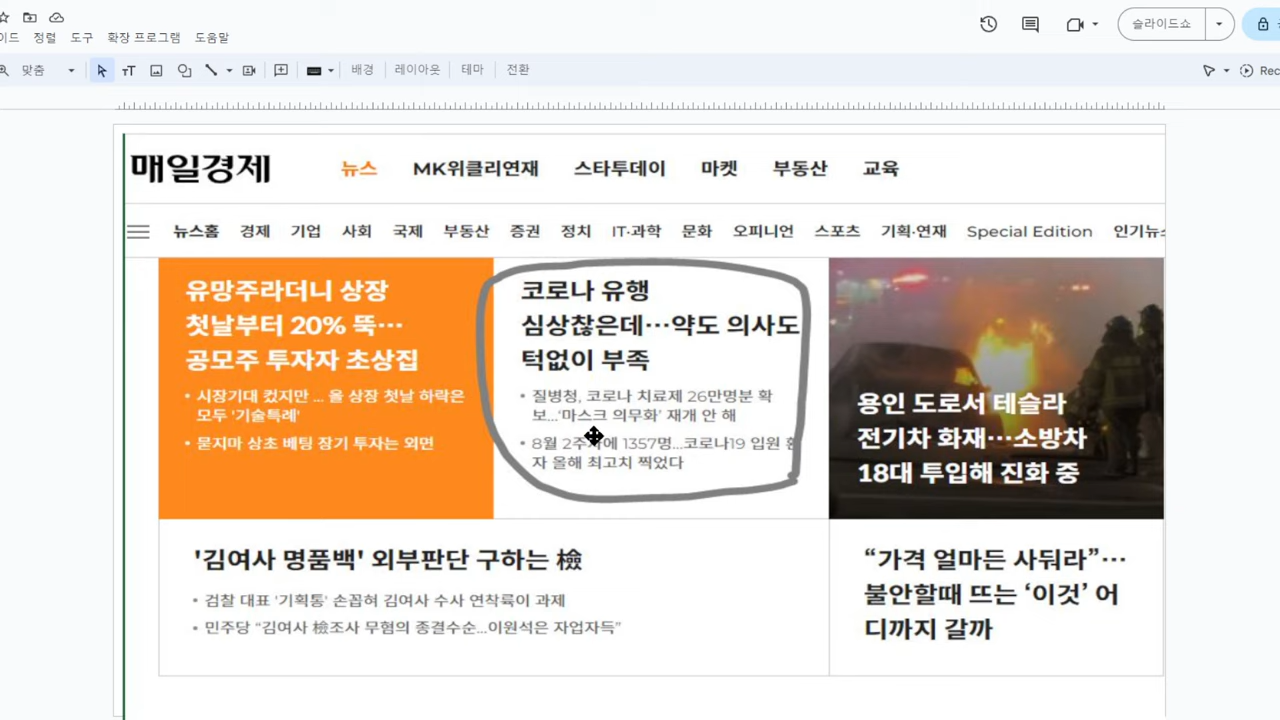 정렬 도구 확장 프로그램 도움말
슬라이드쇼
맞춤 배경 레이아웃 테마 전환 Rec
매일경제 뉴스 MK위클리연재 스타투데이 마켓 부동산 교육
뉴스홈 경제 기업 사회 국제 부동산 증권 정치 IT·과학 문화 오피니언 스포츠 기획·연재 Special Edition
유망주라더니 상장
첫날부터 20% 뚝…
공모주 투자자 초상집
• 시장기대 컸지만 ... 올 상장 첫날 하락은
모두 '기술특례'
• 묻지마 상초 베팅 장기 투자는 외면
코로나 유행
심상찮은데…약도 의사도
턱없이 부족
• 질병청, 코로나 치료제 26만명분 확
보...'마스크 의무화' 재개 안 해
• 8월 2주차에 1357명...코로나19 입원 환
자 올해 최고치 찍었다
용인 도로서 테슬라
전기차 화재…소방차
18대 투입해 진화 중
'김여사 명품백' 외부판단 구하는 檢
• 검찰 대표 '기획통' 손꼽혀 김여사 수사 연착륙이 과제
• 민주당 “김여사 檢조사 무혐의 종결수순...이원석은 자업자득”
“가격 얼마든 사둬라”…
불안할때 뜨는 ‘이것’ 어
디까지 갈까